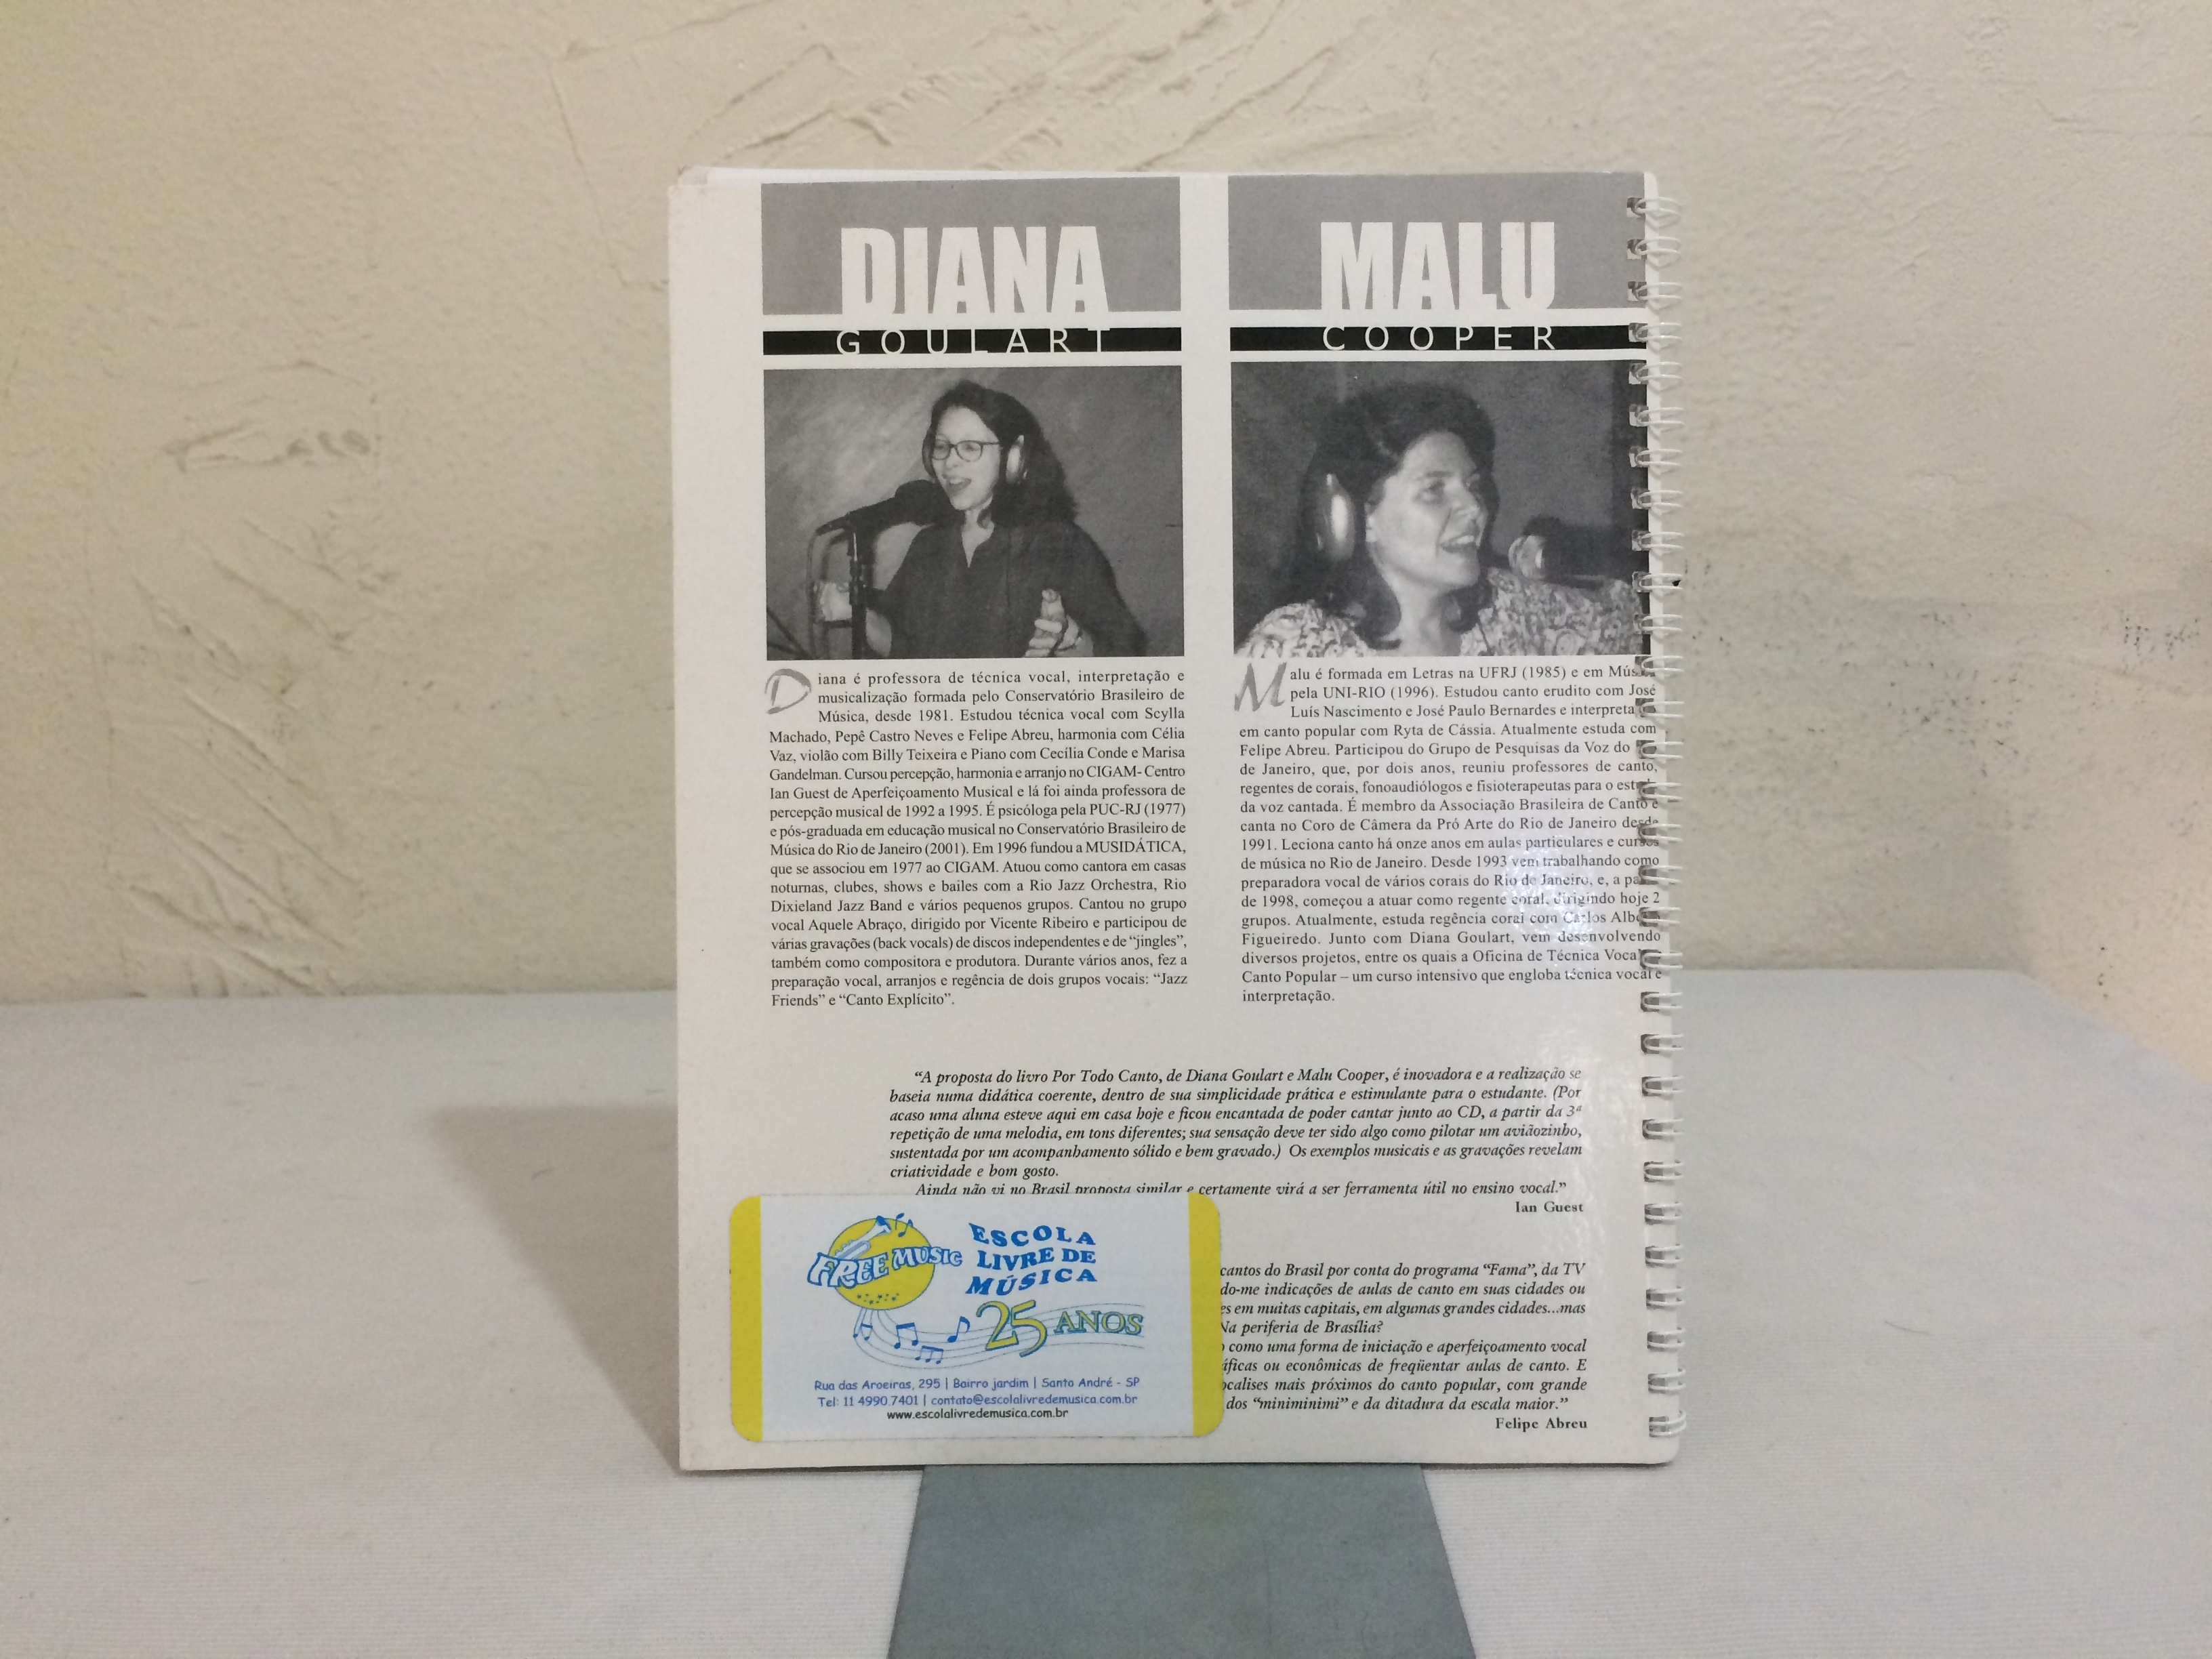 DIANA
GOULART
Diana é professora de técnica vocal, interpretação e
musicalização formada pelo Conservatório Brasileiro de
Música, desde 1981. Estudou técnica vocal com Scylla
Machado, Pepê Castro Neves e Felipe Abreu, harmonia com Célia
Vaz, violão com Billy Teixeira e Piano com Cecília Conde e Marisa
Gandelman. Cursou percepção, harmonia e arranjo no CIGAM- Centro
Ian Guest de Aperfeiçoamento Musical e lá foi ainda professora de
percepção musical de 1992 a 1995. É psicóloga pela PUC-RJ (1977)
e pós-graduada em educação musical no Conservatório Brasileiro de
Música do Rio de Janeiro (2001). Em 1996 fundou a MUSIDÁTICA,
que se associou em 1977 ao CIGAM. Atuou como cantora em casas
noturnas, clubes, shows e bailes com a Rio Jazz Orchestra, Rio
Dixieland Jazz Band e vários pequenos grupos. Cantou no grupo
vocal Aquele Abraço, dirigido por Vicente Ribeiro e participou de
várias gravações (back vocals) de discos independentes e de “jingles”,
também como compositora e produtora. Durante vários anos, fez a
preparação vocal, arranjos e regência de dois grupos vocais: “Jazz
Friends” e “Canto Explícito”.
MALU
COOPER
Malu é formada em Letras na UFRJ (1985) e em
pela UNI-RIO (1996). Estudou canto erudito com José
Luís Nascimento e José Paulo Bernardes e
em canto popular com Ryta de Cássia. Atualmente estuda com
Felipe Abreu. Participou do Grupo de Pesquisas da Voz do
de Janeiro, que, por dois anos, reuniu professores de canto,
regentes de corais, fonoaudiólogos e fisioterapeutas para o
da voz cantada. É membro da Associação Brasileira de Canto e
canta no Coro de Câmera da Pró Arte do Rio de Janeiro desde
1991. Leciona canto há onze anos em aulas particulares e cursos
de música no Rio de Janeiro. Desde 1993 vem trabalhando como
preparadora vocal de vários corais do Rio de Janeiro, e, a
de 1998, começou a atuar como regente coral, dirigindo hoje 2
grupos. Atualmente, estuda regência coral com Carlos
Figueiredo. Junto com Diana Goulart, vem desenvolvendo
diversos projetos, entre os quais a Oficina de Técnica
Canto Popular – um curso intensivo que engloba técnica vocal e
interpretação.
“A proposta do livro Por Todo Canto, de Diana Goulart e Malu Cooper, é inovadora e a realização se
baseia numa didática coerente, dentro de sua simplicidade prática e estimulante para o estudante. (Por
acaso uma aluna esteve aqui em casa hoje e ficou encantada de poder cantar junto ao CD, a partir da 3ª
repetição de uma melodia, em tons diferentes; sua sensação deve ter sido algo como pilotar um aviãozinho,
sustentada por um acompanhamento sólido e bem gravado.) Os exemplos musicais e as gravações revelam
criatividade e bom gosto.
Ainda não vi no Brasil proposta similar e certamente virá a ser ferramenta útil no ensino vocal.”
Ian Guest
cantos do Brasil por conta do programa “Fama”, da TV
do-me indicações de aulas de canto em suas cidades ou
es em muitas capitais, em algumas grandes cidades...mas
Na periferia de Brasília?
como uma forma de iniciação e aperfeiçoamento vocal
áficas ou econômicas de freqüentar aulas de canto. E
ocalises mais próximos do canto popular, com grande
dos “miniminimi” e da ditadura da escala maior.”
Felipe Abreu
FREE MUSIC
ESCOLA
LIVRE DE
MÚSICA
25 ANOS
Rua das Aroeiras, 295 | Bairro jardim | Santo André - SP
Tel: 11 4990.7401 | contato@escolalivredemusica.com.br
www.escolalivredemusica.com.br